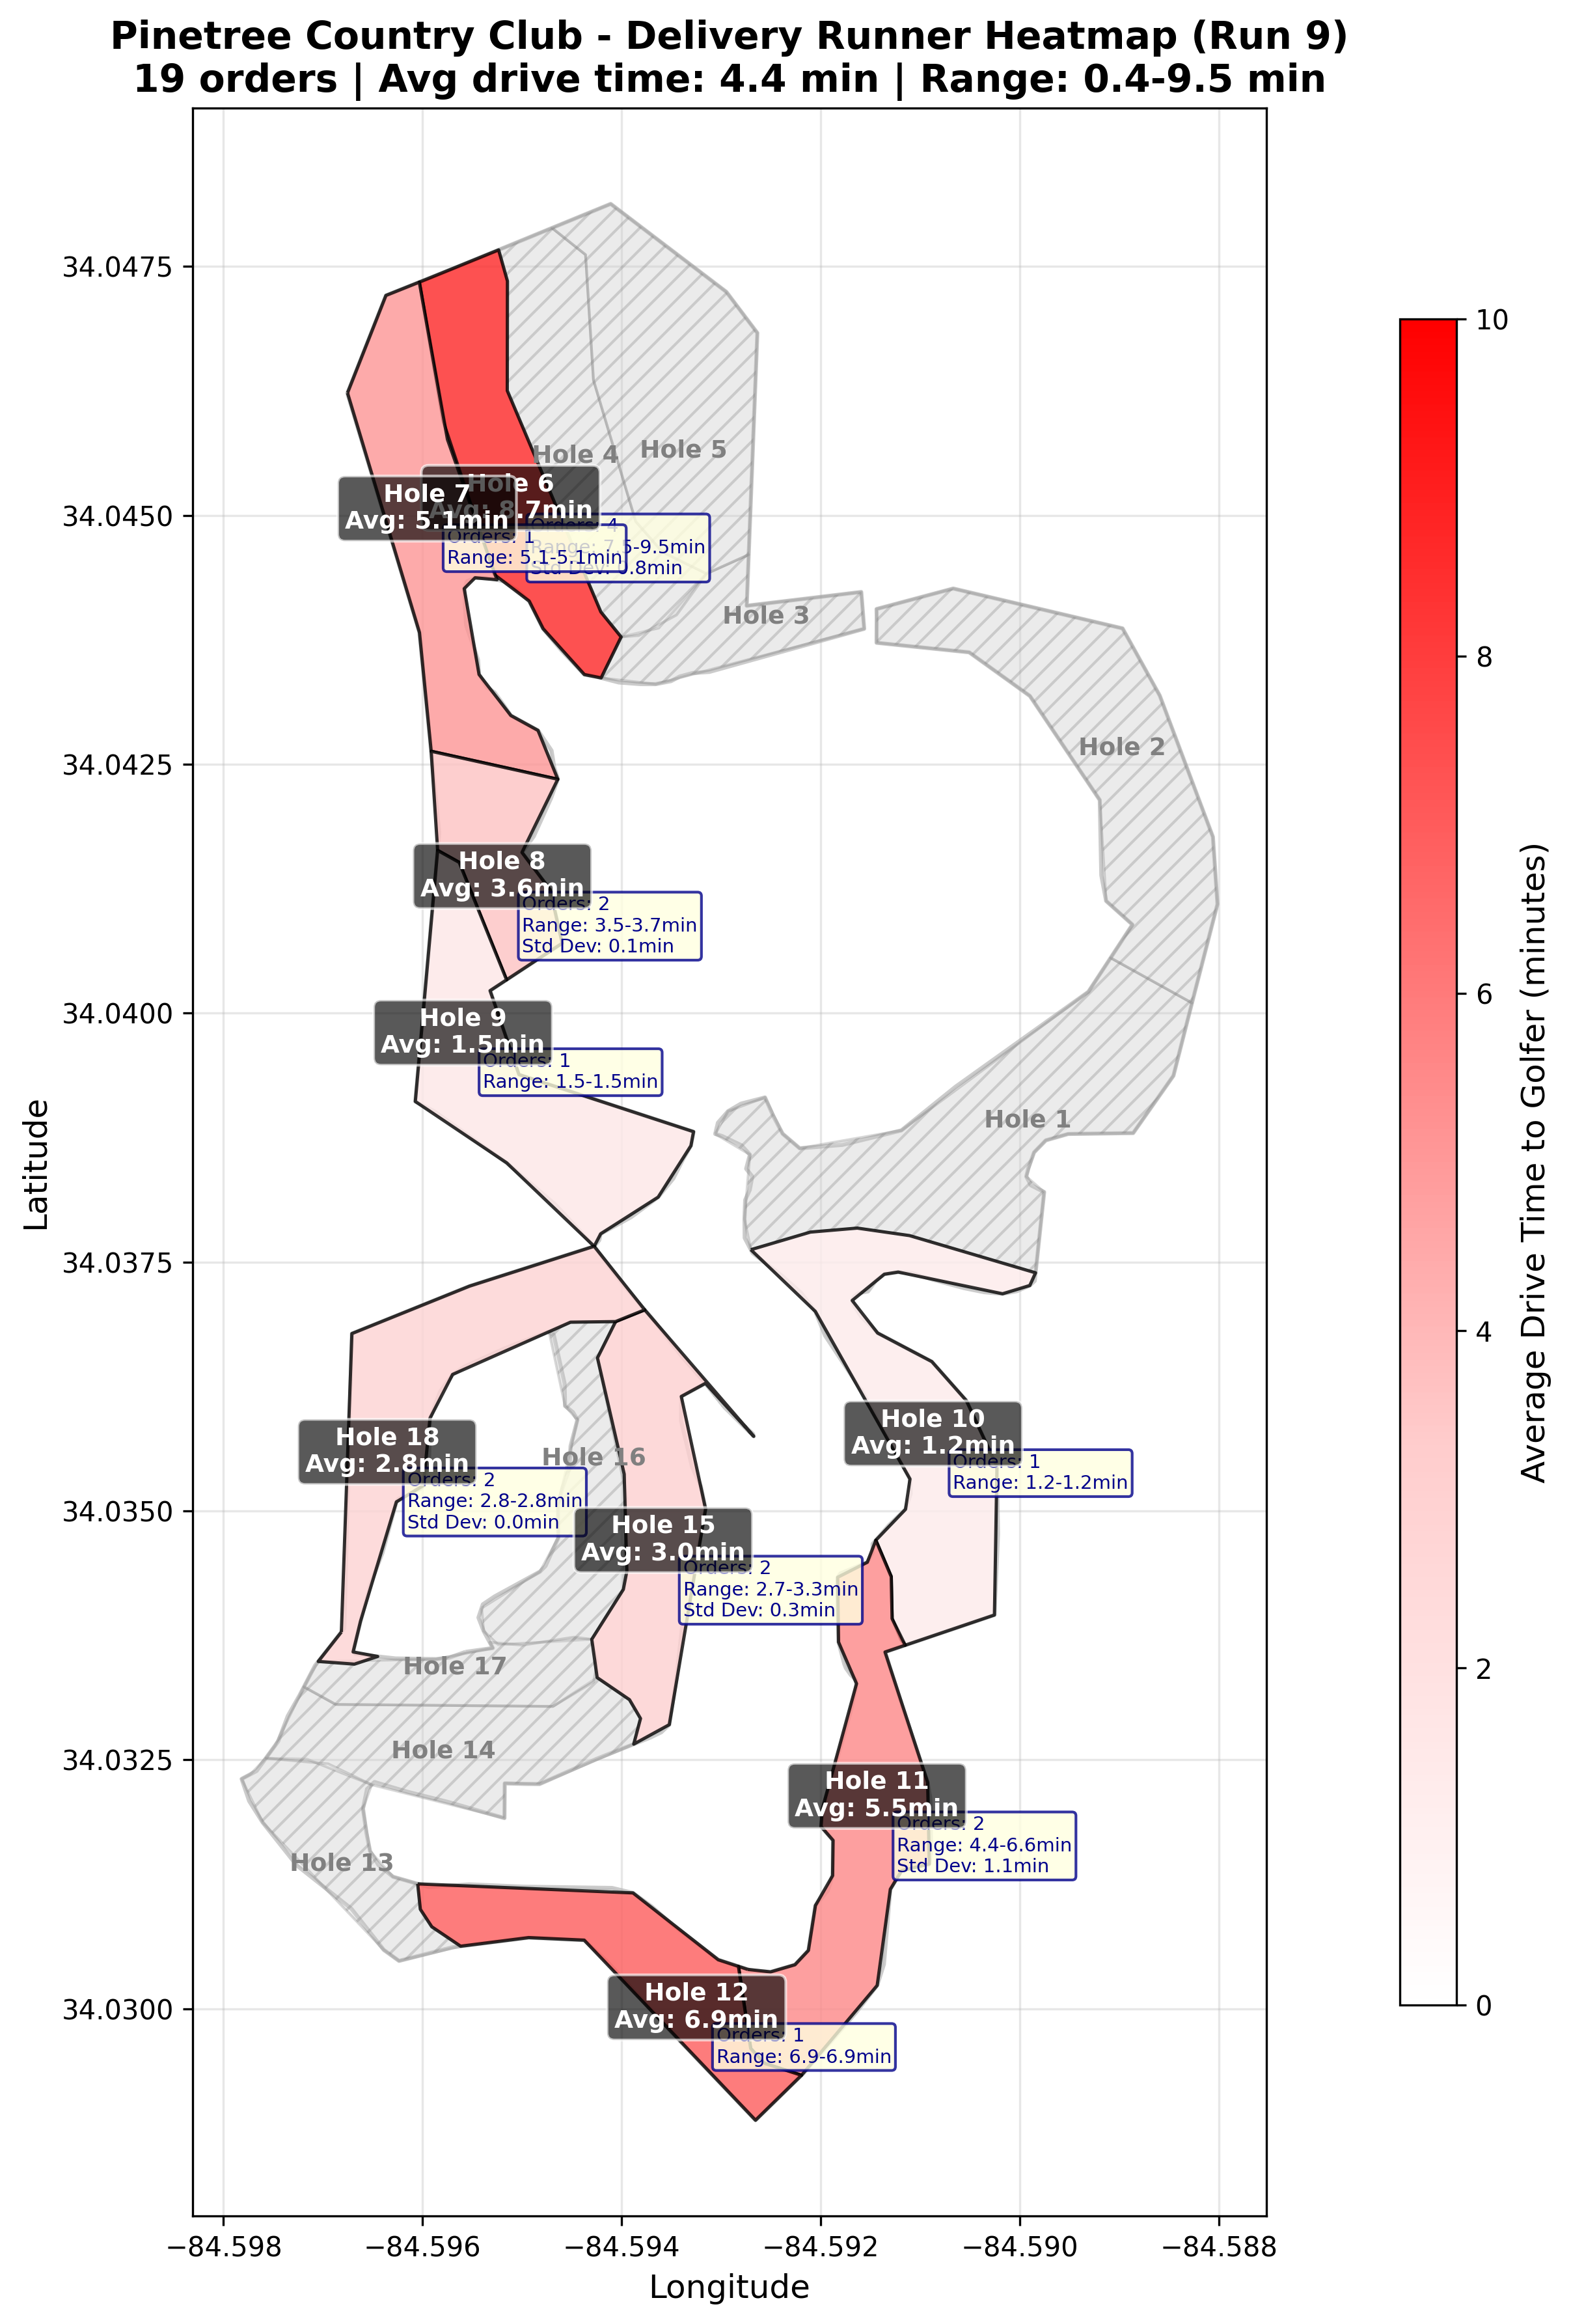 Pinetree Country Club - Delivery Runner Heatmap (Run 9)
19 orders | Avg drive time: 4.4 min | Range: 0.4-9.5 min
Latitude
34.0475
34.0450
34.0425
34.0400
34.0375
34.0350
34.0325
34.0300
Hole 4
Hole 5
Hole 6
Avg: 8.7min
Hole 7
Avg: 5.1min
Orders: 4
Range: 7.5-9.5min
Std Dev: 0.8min
Orders: 1
Range: 5.1-5.1min
Hole 3
Hole 2
Hole 8
Avg: 3.6min
Orders: 2
Range: 3.5-3.7min
Std Dev: 0.1min
Hole 9
Avg: 1.5min
Orders: 1
Range: 1.5-1.5min
Hole 1
Hole 10
Avg: 1.2min
Orders: 1
Range: 1.2-1.2min
Hole 18
Avg: 2.8min
Orders: 2
Range: 2.8-2.8min
Std Dev: 0.0min
Hole 16
Hole 15
Avg: 3.0min
Orders: 2
Range: 2.7-3.3min
Std Dev: 0.3min
Hole 17
Hole 14
Hole 11
Avg: 5.5min
Orders: 2
Range: 4.4-6.6min
Std Dev: 1.1min
Hole 13
Hole 12
Avg: 6.9min
Orders: 1
Range: 6.9-6.9min
−84.598
−84.596
−84.594
−84.592
−84.590
−84.588
Longitude
10
8
6
4
2
0
Average Drive Time to Golfer (minutes)